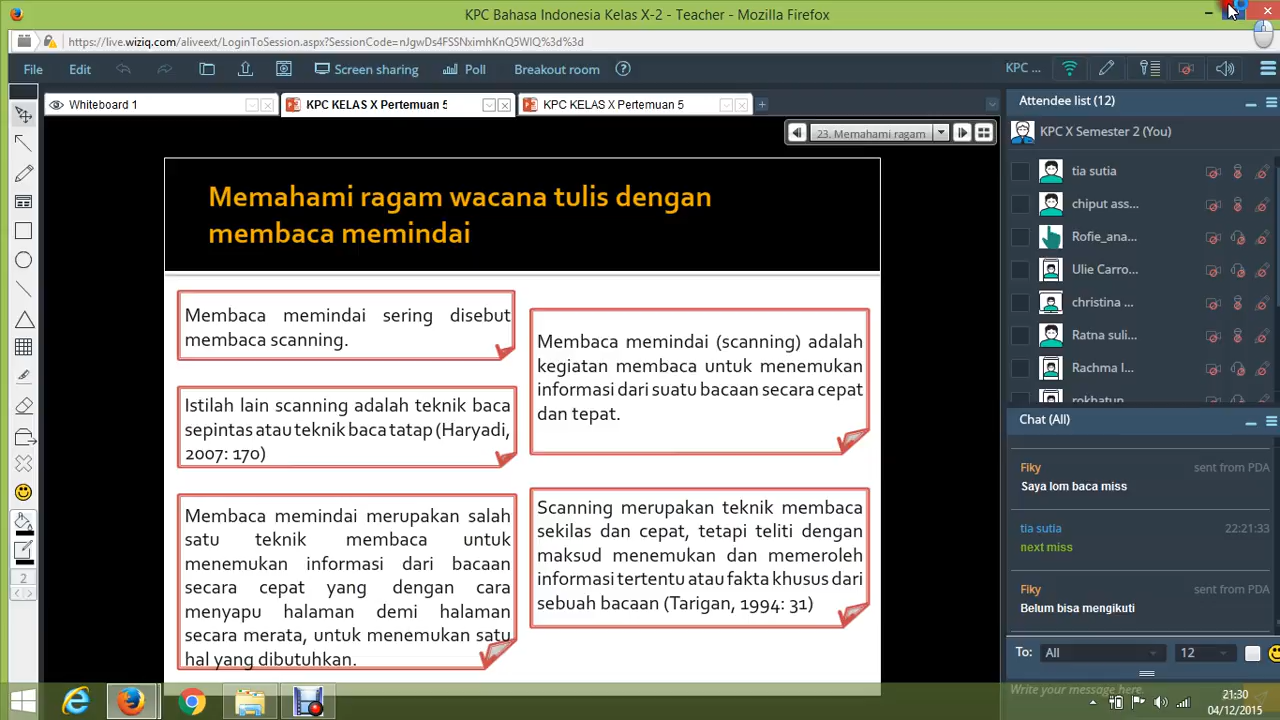 KPC Bahasa Indonesia Kelas X-2 - Teacher - Mozilla Firefox
https://live.wiziq.com/aliveext/LoginToSession.aspx?SessionCode=nJgwDs4FSSNximhKnQ5WIQ%3d%3d
File Edit Screen sharing Poll Breakout room ? KPC ...
Whiteboard 1 KPC KELAS X Pertemuan 5 KPC KELAS X Pertemuan 5
23. Memahami ragam
Memahami ragam wacana tulis dengan
membaca memindai
Membaca memindai sering disebut
membaca scanning.
Istilah lain scanning adalah teknik baca
sepintas atau teknik baca tatap (Haryadi,
2007: 170)
Membaca memindai merupakan salah
satu teknik membaca untuk
menemukan informasi dari bacaan
secara cepat yang dengan cara
menyapu halaman demi halaman
secara merata, untuk menemukan satu
hal yang dibutuhkan.
Membaca memindai (scanning) adalah
kegiatan membaca untuk menemukan
informasi dari suatu bacaan secara cepat
dan tepat.
Scanning merupakan teknik membaca
sekilas dan cepat, tetapi teliti dengan
maksud menemukan dan memeroleh
informasi tertentu atau fakta khusus dari
sebuah bacaan (Tarigan, 1994: 31)
2
Attendee list (12)
KPC X Semester 2 (You)
tia sutia
chiput ass...
Rofie_ana...
Ulie Carro...
christina ...
Ratna suli...
Rachma I...
rokhatun
Chat (All)
Fiky sent from PDA
Saya lom baca miss
tia sutia 22:21:33
next miss
Fiky sent from PDA
Belum bisa mengikuti
To: All 12
Write your message here.
21:30
04/12/2015